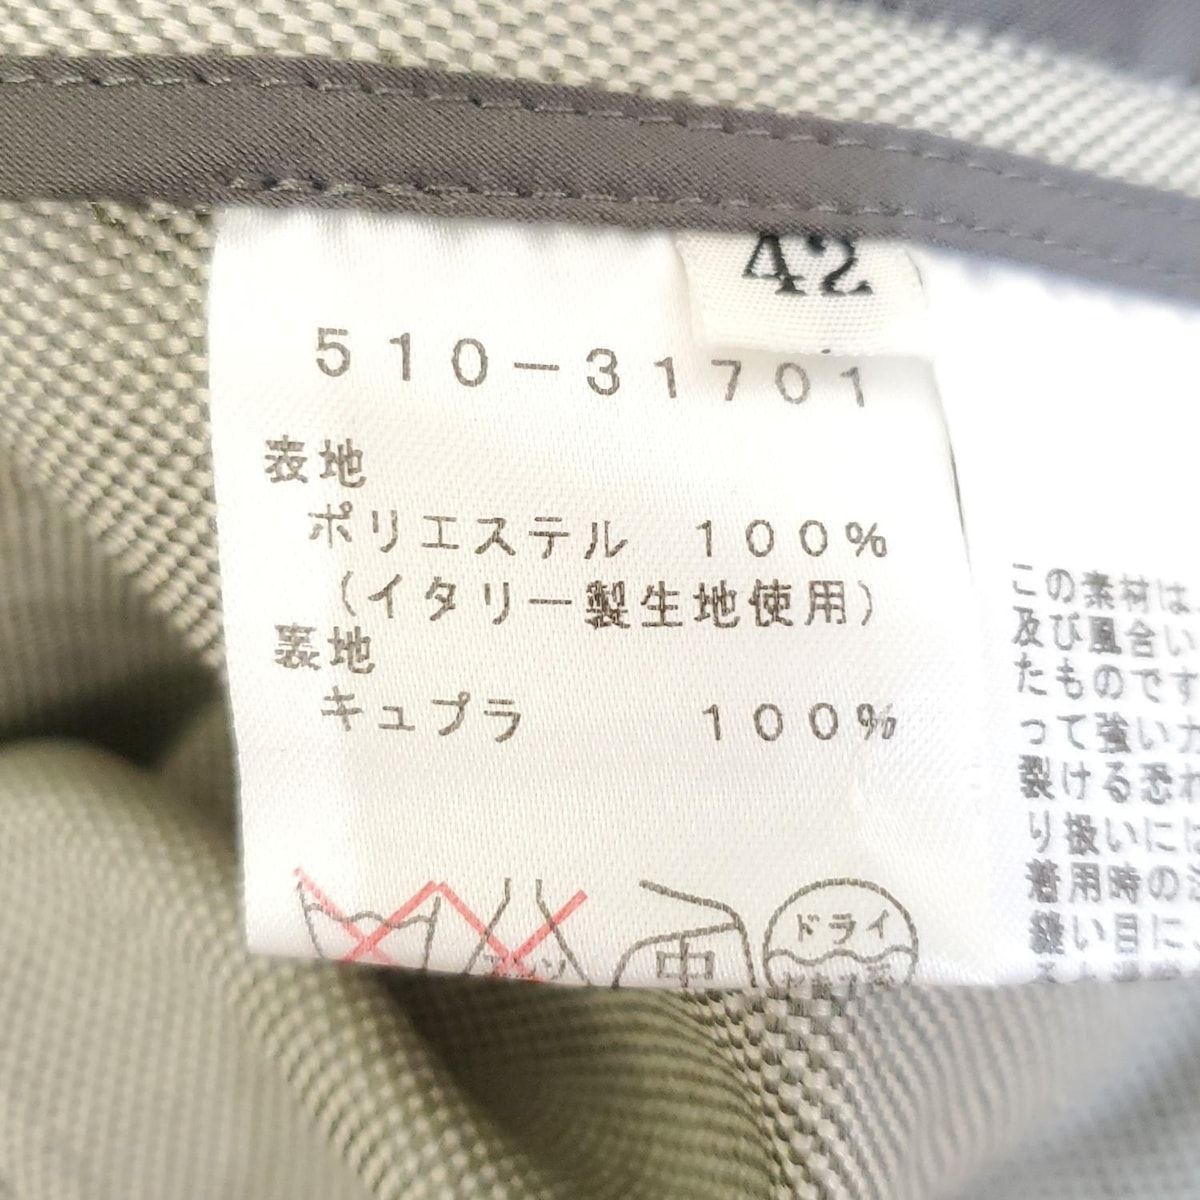 42
510-31701
表地
ポリエステル 100%
（イタリー製生地使用）
裏地
キュプラ 100%
中
ドライ
この素材は
及び風合い
たものです
って強い力
裂ける恐れ
り扱いには
着用時の
縫い目に